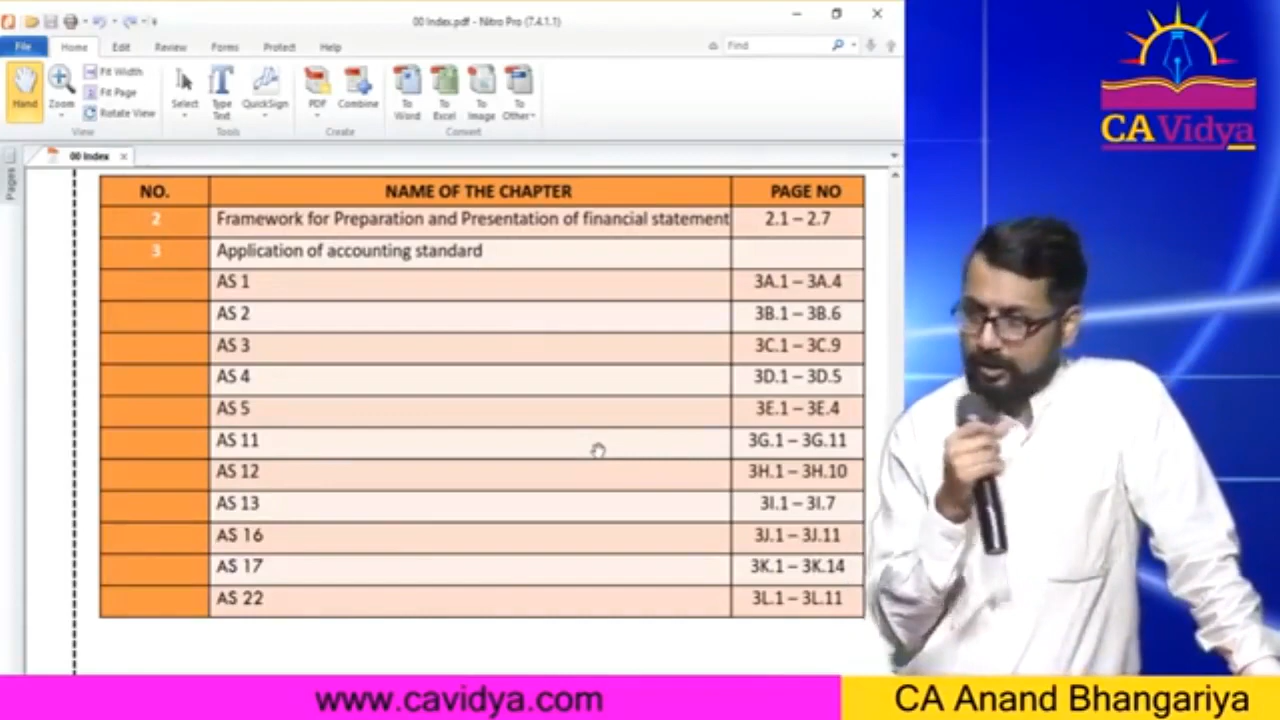 00 Index.pdf - Nitro Pro (7.4.1.1)
File Home Edit Review Forms Protect Help
Find
Hand
Zoom
Fit Width
Fit Page
Rotate View
Select
Type Text
QuickSign
PDF
Combine
To Word
To Excel
To Image
To Other
View Tools Create Convert
00 Index
Pages
CA Vidya
NO. NAME OF THE CHAPTER PAGE NO
2 Framework for Preparation and Presentation of financial statement 2.1 – 2.7
3 Application of accounting standard
AS 1 3A.1 – 3A.4
AS 2 3B.1 – 3B.6
AS 3 3C.1 – 3C.9
AS 4 3D.1 – 3D.5
AS 5 3E.1 – 3E.4
AS 11 3G.1 – 3G.11
AS 12 3H.1 – 3H.10
AS 13 3I.1 – 3I.7
AS 16 3J.1 – 3J.11
AS 17 3K.1 – 3K.14
AS 22 3L.1 – 3L.11
www.cavidya.com
CA Anand Bhangariya